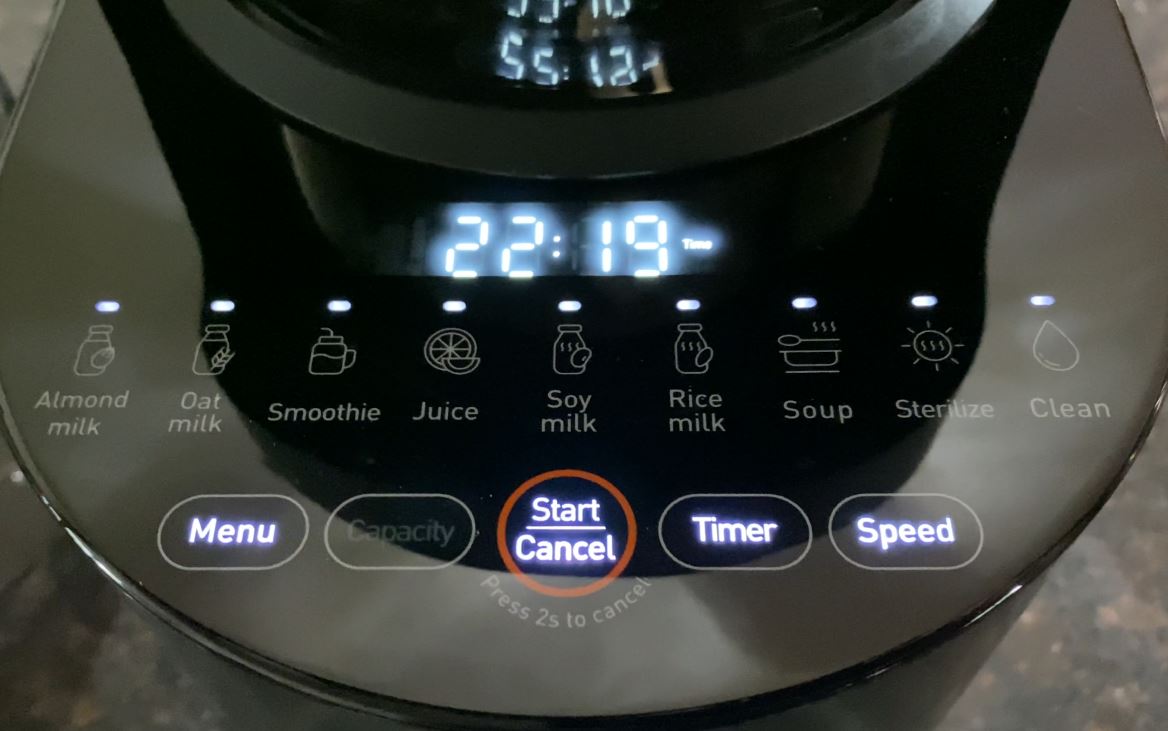 22:19 Time
Almond milk
Oat milk
Smoothie
Juice
Soy milk
Rice milk
Soup
Sterilize
Clean
Menu
Capacity
Start
Cancel
Timer
Speed
Press 2s to cancel